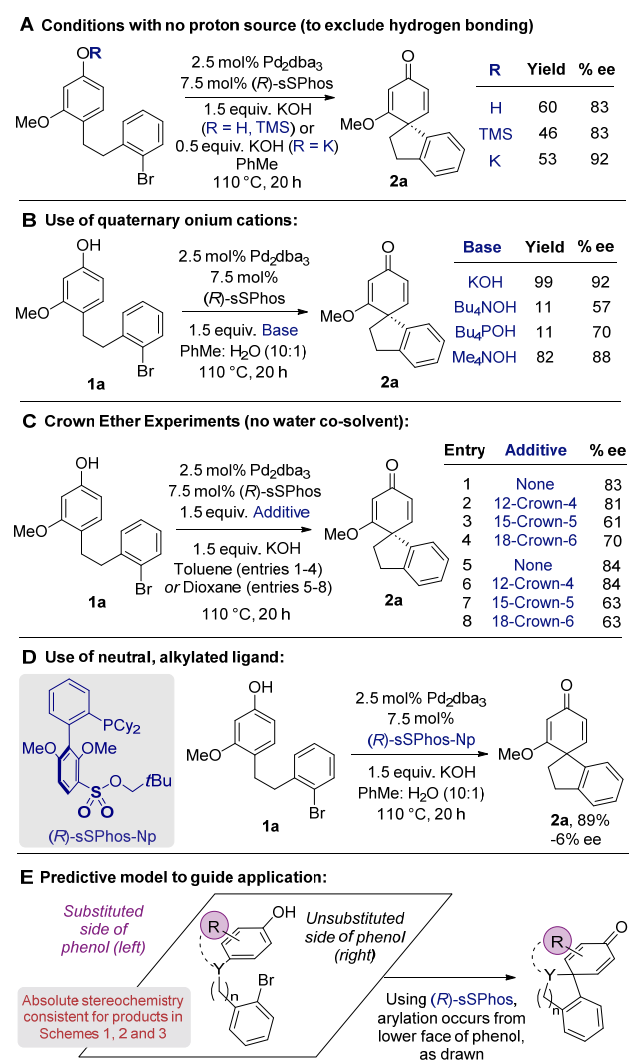 A Conditions with no proton source (to exclude hydrogen bonding)
OR
MeO
Br
2.5 mol% Pd2dba3
7.5 mol% (R)-sSPhos
1.5 equiv. KOH
(R = H, TMS) or
0.5 equiv. KOH (R = K)
PhMe
110 °C, 20 h
O
MeO
2a
R Yield % ee
H 60 83
TMS 46 83
K 53 92
B Use of quaternary onium cations:
OH
MeO
Br
1a
2.5 mol% Pd2dba3
7.5 mol%
(R)-sSPhos
1.5 equiv. Base
PhMe: H2O (10:1)
110 °C, 20 h
O
MeO
2a
Base Yield % ee
KOH 99 92
Bu4NOH 11 57
Bu4POH 11 70
Me4NOH 82 88
C Crown Ether Experiments (no water co-solvent):
OH
MeO
Br
1a
2.5 mol% Pd2dba3
7.5 mol% (R)-sSPhos
1.5 equiv. Additive
1.5 equiv. KOH
Toluene (entries 1-4)
or Dioxane (entries 5-8)
110 °C, 20 h
O
MeO
2a
Entry Additive % ee
1 None 83
2 12-Crown-4 81
3 15-Crown-5 61
4 18-Crown-6 70
5 None 84
6 12-Crown-4 84
7 15-Crown-5 63
8 18-Crown-6 63
D Use of neutral, alkylated ligand:
PCy2
MeO OMe
O tBu
S
O O
(R)-sSPhos-Np
OH
MeO
Br
1a
2.5 mol% Pd2dba3
7.5 mol%
(R)-sSPhos-Np
1.5 equiv. KOH
PhMe: H2O (10:1)
110 °C, 20 h
O
MeO
2a, 89%
-6% ee
E Predictive model to guide application:
Substituted
side of
phenol (left)
Absolute stereochemistry
consistent for products in
Schemes 1, 2 and 3
R
OH
Y
( )n
Br
Unsubstituted
side of phenol
(right)
Using (R)-sSPhos,
arylation occurs from
lower face of phenol,
as drawn
R
O
Y
( )n